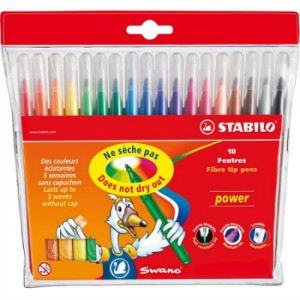 STABILO
Ne sèche pas
Does not dry out
18
Feutres
Fibre tip pens
Des couleurs
éclatantes
5 semaines
sans capuchon
Lasts up to
5 weeks
without cap
power
Swano